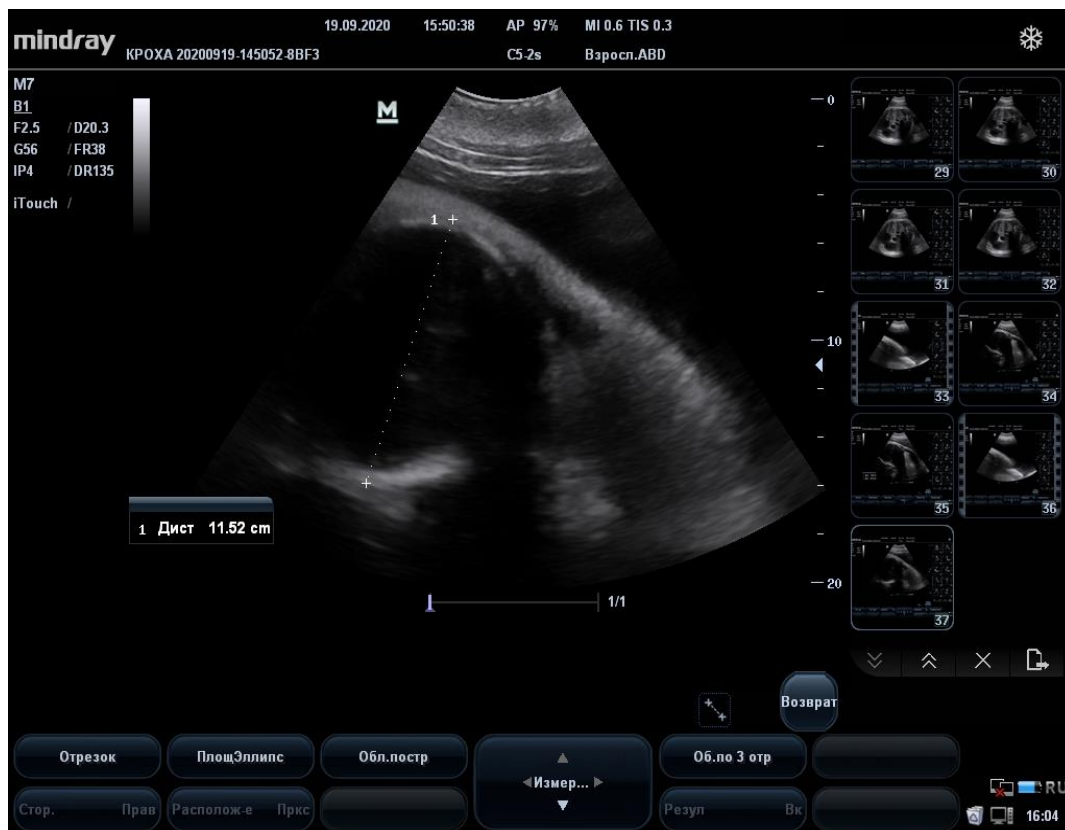 19.09.2020 15:50:38 AP 97% MI 0.6 TIS 0.3
mindray КРОХА 20200919-145052-8BF3 C5-2s Взросл.ABD
M7
B1
F2.5 /D20.3
G56 /FR38
IP4 /DR135
iTouch /
M
0
10
20
1
1 Дист 11.52 cm
1/1
29 30
31 32
33 34
35 36
37
Возврат
Отрезок ПлощЭллипс Обл.постр Измер... Об.по 3 отр
Стор. Прав Располож-е Пркс Резул Вк
RU
16:04